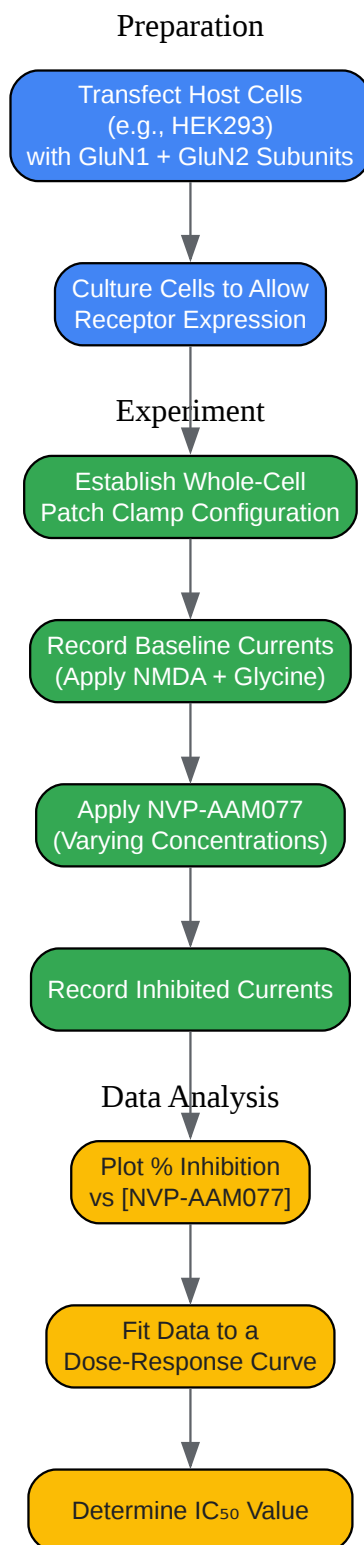 Preparation
Transfect Host Cells
(e.g., HEK293)
with GluN1 + GluN2 Subunits
Culture Cells to Allow
Receptor Expression
Experiment
Establish Whole-Cell
Patch Clamp Configuration
Record Baseline Currents
(Apply NMDA + Glycine)
Apply NVP-AAM077
(Varying Concentrations)
Record Inhibited Currents
Data Analysis
Plot % Inhibition
vs [NVP-AAM077]
Fit Data to a
Dose-Response Curve
Determine IC₅₀ Value